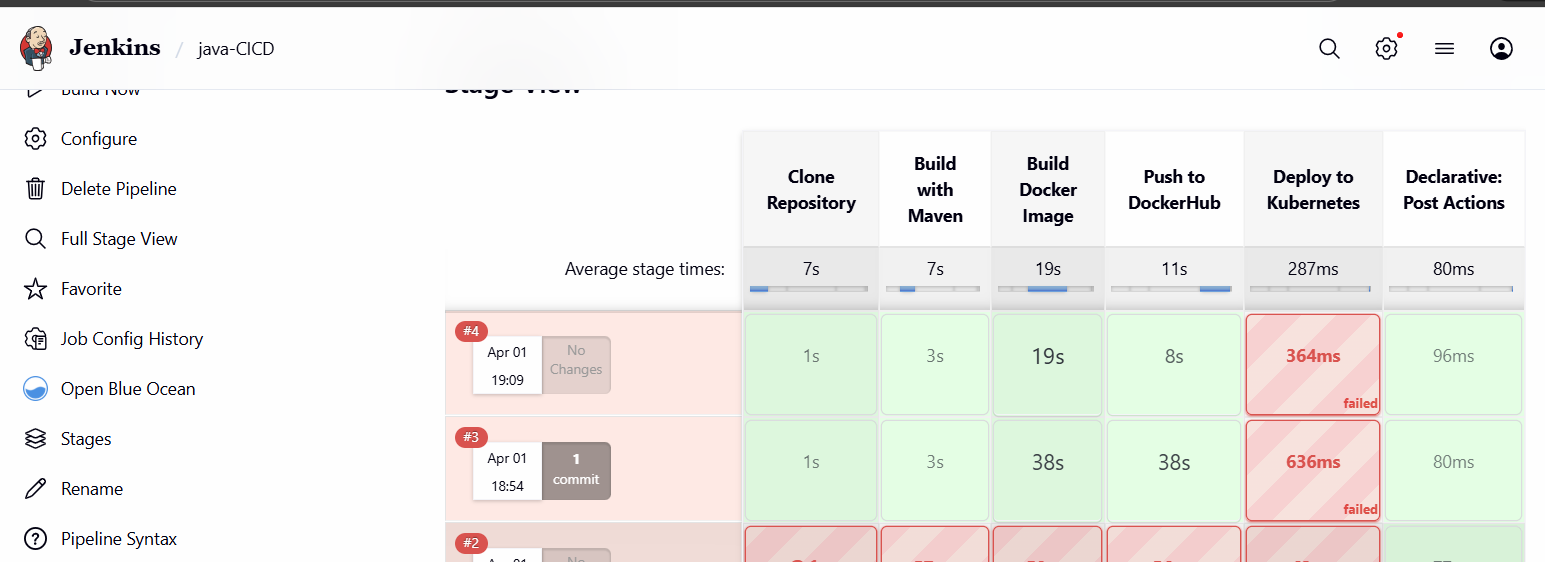 Jenkins / java-CICD
Build Now
Configure
Delete Pipeline
Full Stage View
Favorite
Job Config History
Open Blue Ocean
Stages
Rename
Pipeline Syntax
Stage View
Clone
Repository
Build
with
Maven
Build
Docker
Image
Push to
DockerHub
Deploy to
Kubernetes
Declarative:
Post Actions
Average stage times:
7s
7s
19s
11s
287ms
80ms
#4
Apr 01
19:09
No
Changes
1s
3s
19s
8s
364ms
failed
96ms
#3
Apr 01
18:54
1
commit
1s
3s
38s
38s
636ms
failed
80ms
#2
Apr 01
No